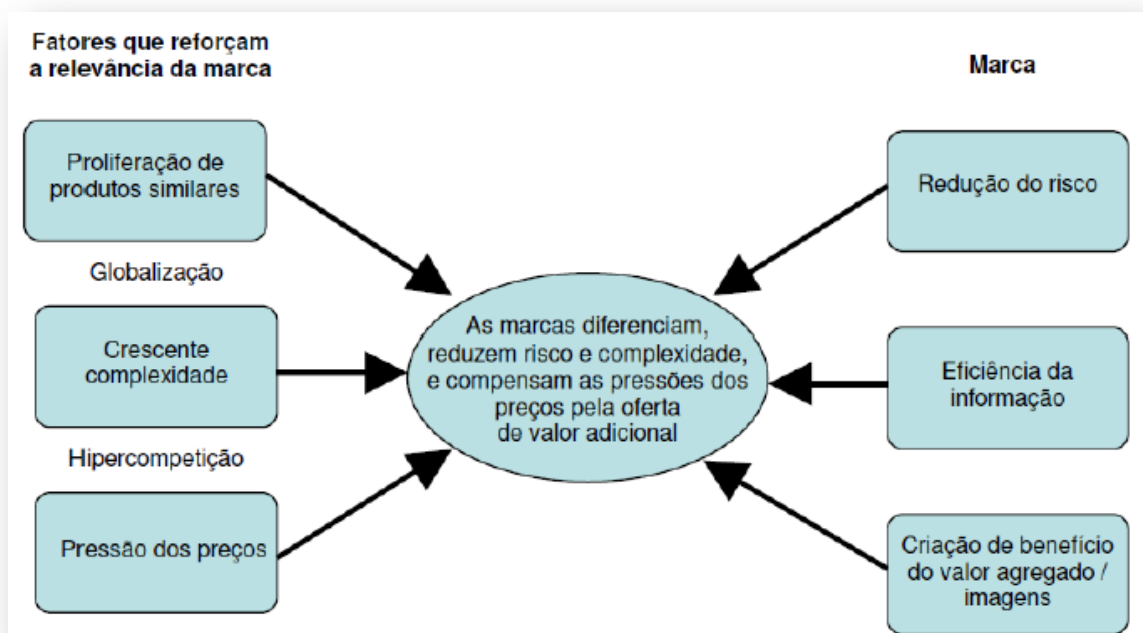 Fatores que reforçam
a relevância da marca
Marca
Proliferação de
produtos similares
Globalização
Crescente
complexidade
Hipercompetição
Pressão dos preços
As marcas diferenciam,
reduzem risco e complexidade,
e compensam as pressões dos
preços pela oferta
de valor adicional
Redução do risco
Eficiência da
informação
Criação de benefício
do valor agregado /
imagens